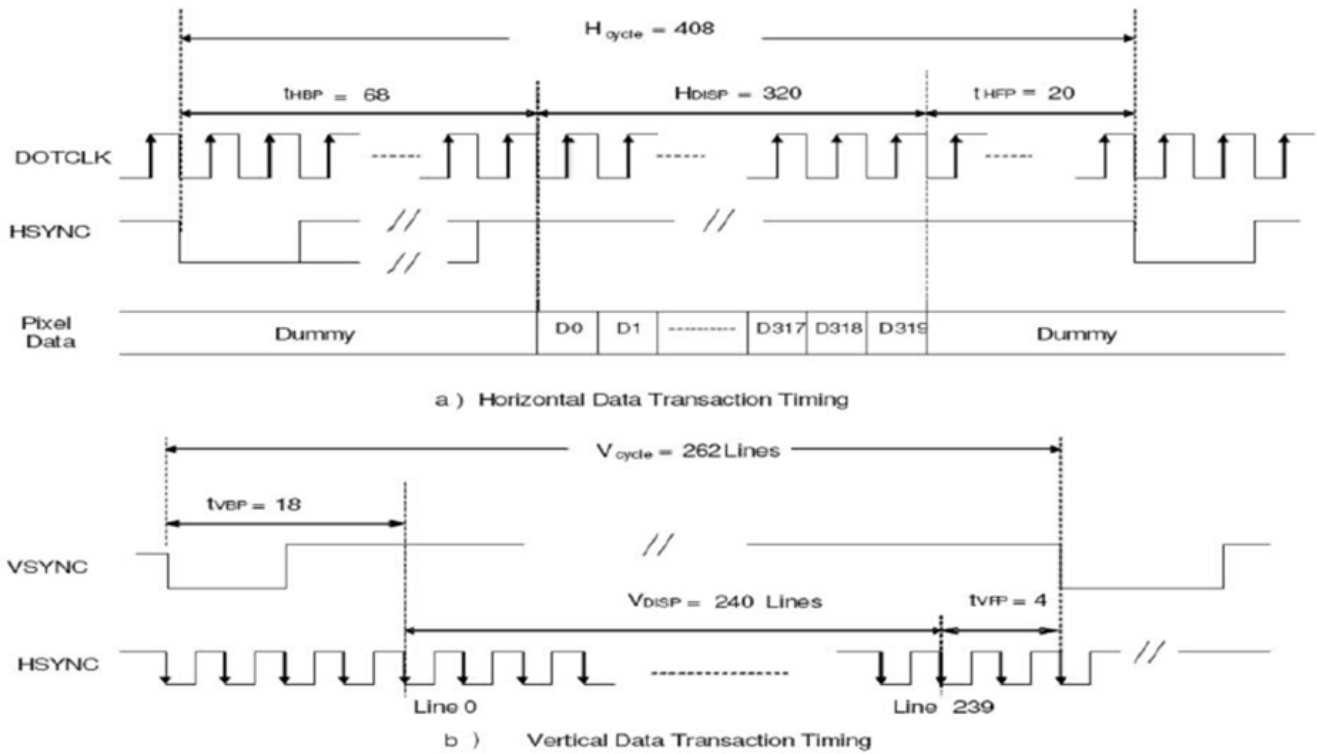 H cycle = 408
tHBP = 68
HDISP = 320
t HFP = 20
DOTCLK
HSYNC
Pixel Data
Dummy
D0
D1
D317
D318
D319
Dummy
a ) Horizontal Data Transaction Timing
V cycle = 262 Lines
tVBP = 18
VSYNC
VDISP = 240 Lines
tVFP = 4
HSYNC
Line 0
Line 239
b ) Vertical Data Transaction Timing